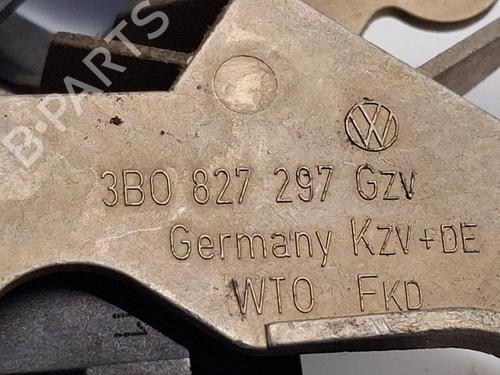 B-PARTS
3B0 827 297 Gzv
Germany Kzv+DE
WTO FKD